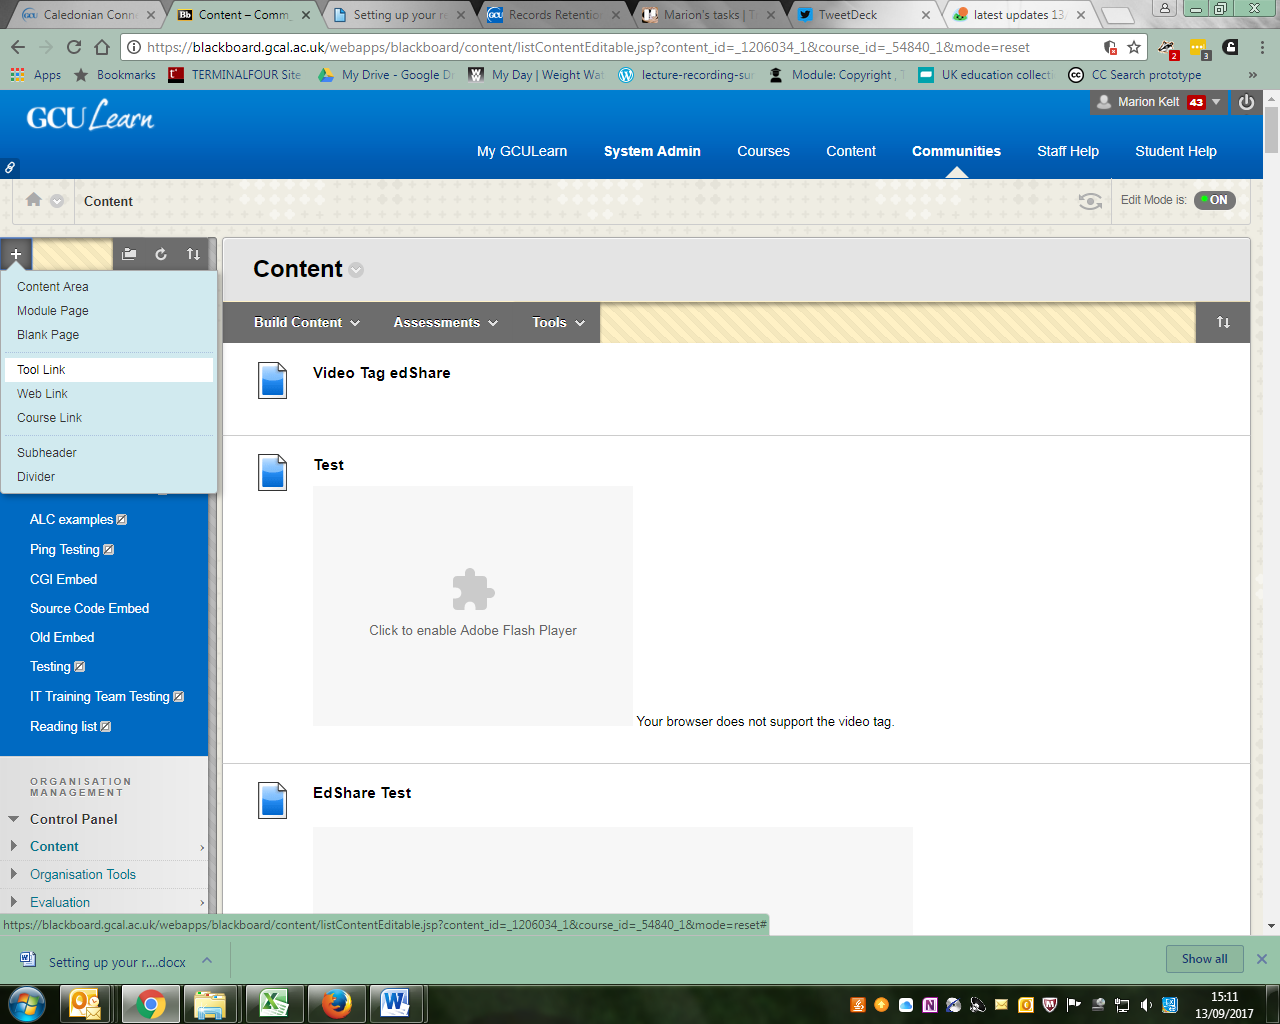 Caledonian Conne
Content – Comm
Setting up your re
Records Retention
Marion's tasks | T
TweetDeck
latest updates 13/
https://blackboard.gcal.ac.uk/webapps/blackboard/content/listContentEditable.jsp?content_id=_1206034_1&course_id=_54840_1&mode=reset
2
3
Apps
Bookmarks
TERMINALFOUR Site
My Drive - Google Dr
My Day | Weight Wat
lecture-recording-sur
Module: Copyright ,
UK education collecti
CC Search prototype
»
GCU Learn
Marion Kelt 43
My GCULearn
System Admin
Courses
Content
Communities
Staff Help
Student Help
Content
Edit Mode is: ON
Content Area
Module Page
Blank Page
Tool Link
Web Link
Course Link
Subheader
Divider
ALC examples
Ping Testing
CGI Embed
Source Code Embed
Old Embed
Testing
IT Training Team Testing
Reading list
ORGANISATION
MANAGEMENT
Control Panel
Content
Organisation Tools
Evaluation
Content
Build Content
Assessments
Tools
Video Tag edShare
Test
Click to enable Adobe Flash Player
Your browser does not support the video tag.
EdShare Test
https://blackboard.gcal.ac.uk/webapps/blackboard/content/listContentEditable.jsp?content_id=_1206034_1&course_id=_54840_1&mode=reset#
Setting up your r....docx
Show all
15:11
13/09/2017